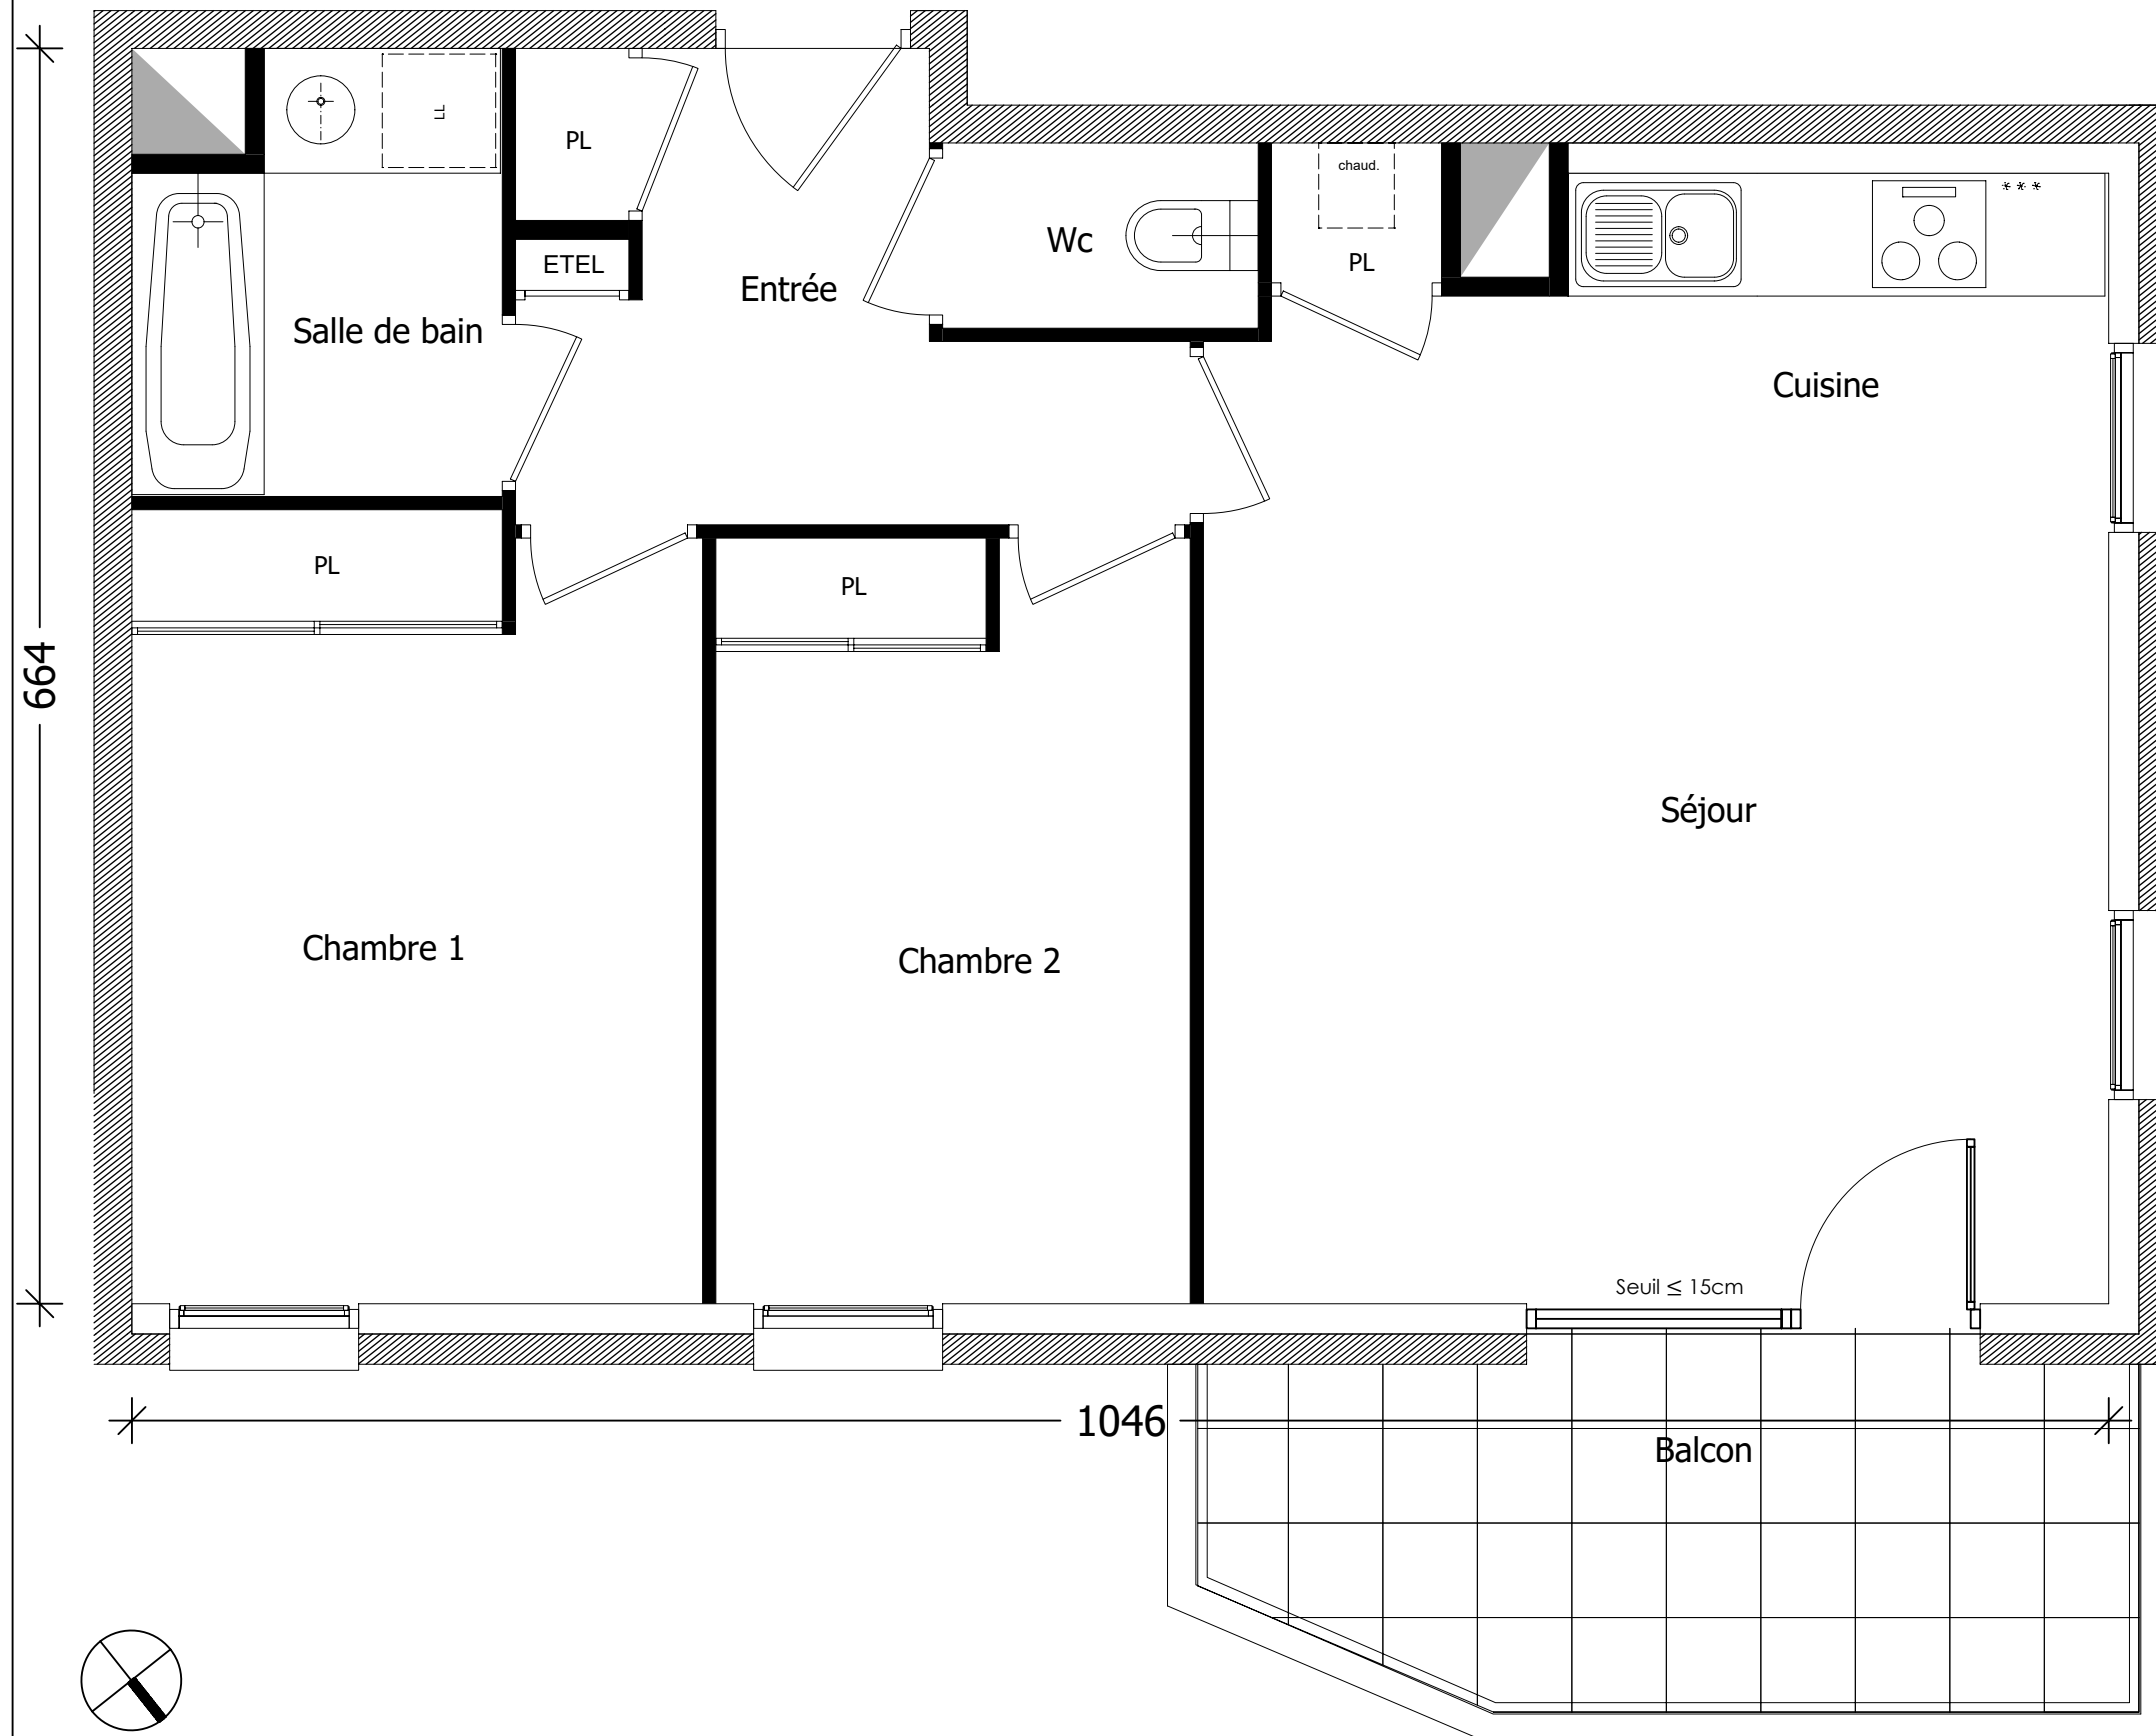 LL
PL
chaud.
Wc
PL
ETEL
Entrée
Salle de bain
Cuisine
PL
PL
664
Séjour
Chambre 1
Chambre 2
Seuil ≤ 15cm
1046
Balcon